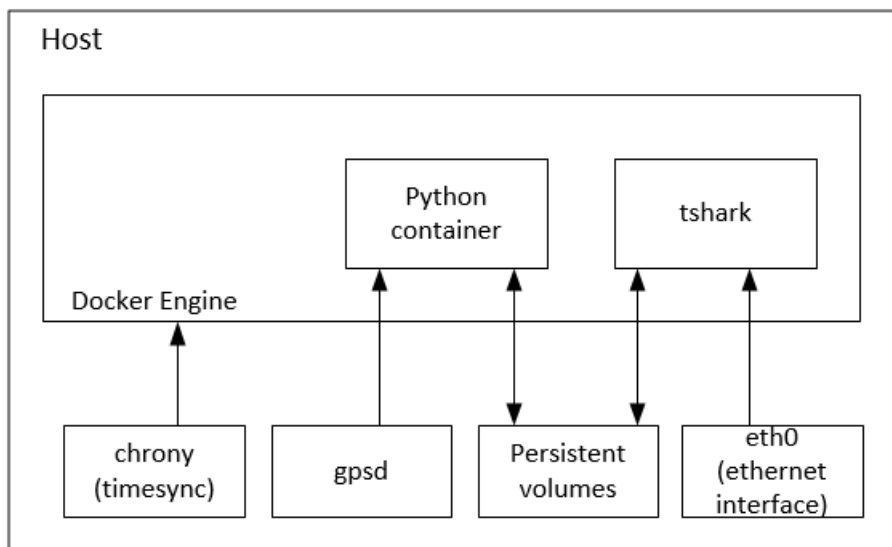 Host
Python
container
tshark
Docker Engine
chrony
(timesync)
gpsd
Persistent
volumes
eth0
(ethernet
interface)